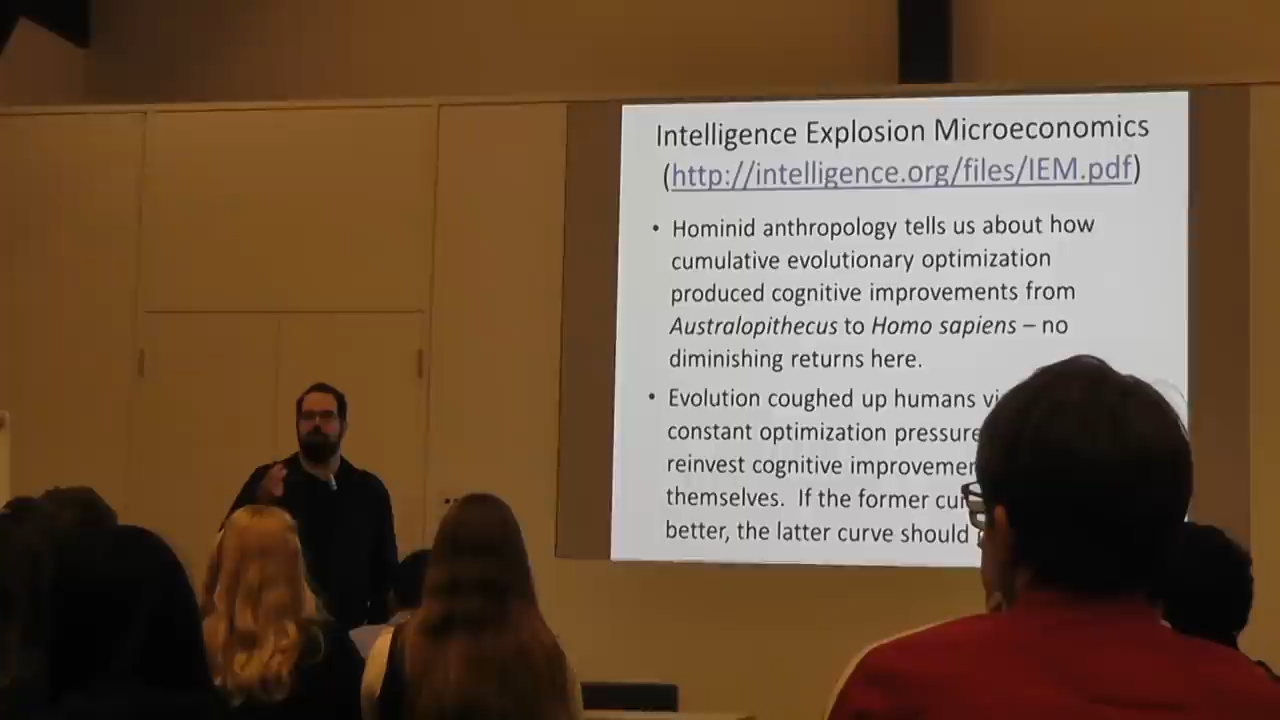 Intelligence Explosion Microeconomics
(http://intelligence.org/files/IEM.pdf)
• Hominid anthropology tells us about how
cumulative evolutionary optimization
produced cognitive improvements from
Australopithecus to Homo sapiens – no
diminishing returns here.
• Evolution coughed up humans
constant optimization pressure
reinvest cognitive
themselves. If the former
better, the latter curve should